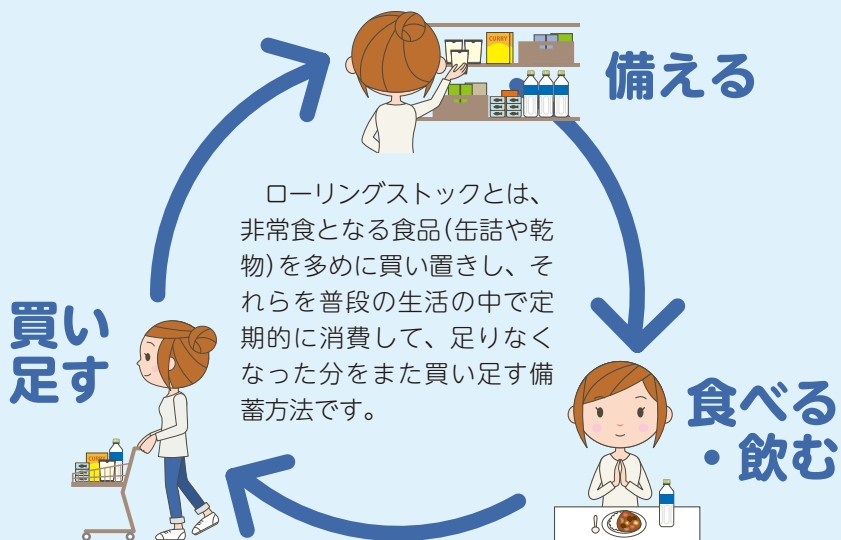 備える
CURRY
ローリングストックとは、
非常食となる食品(缶詰や乾
物)を多めに買い置きし、そ
れらを普段の生活の中で定
期的に消費して、足りなく
なった分をまた買い足す備
蓄方法です。
食べる
・飲む
買い
足す
CURRY